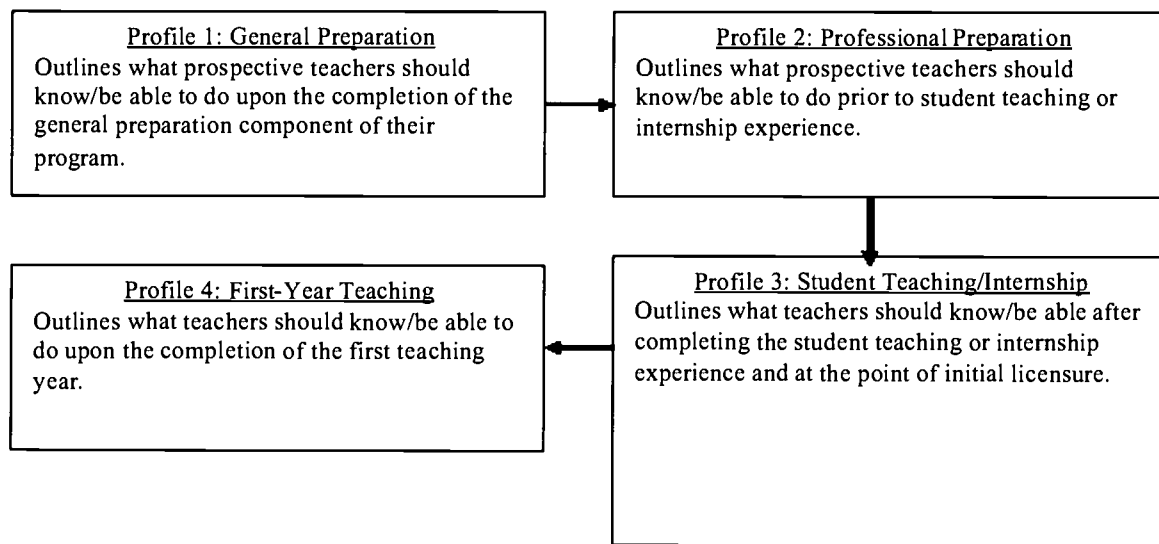 Profile 1: General Preparation
Outlines what prospective teachers should
know/be able to do upon the completion of the
general preparation component of their
program.
Profile 2: Professional Preparation
Outlines what prospective teachers should
know/be able to do prior to student teaching or
internship experience.
Profile 3: Student Teaching/Internship
Outlines what teachers should know/be able after
completing the student teaching or internship
experience and at the point of initial licensure.
Profile 4: First-Year Teaching
Outlines what teachers should know/be able to
do upon the completion of the first teaching
year.